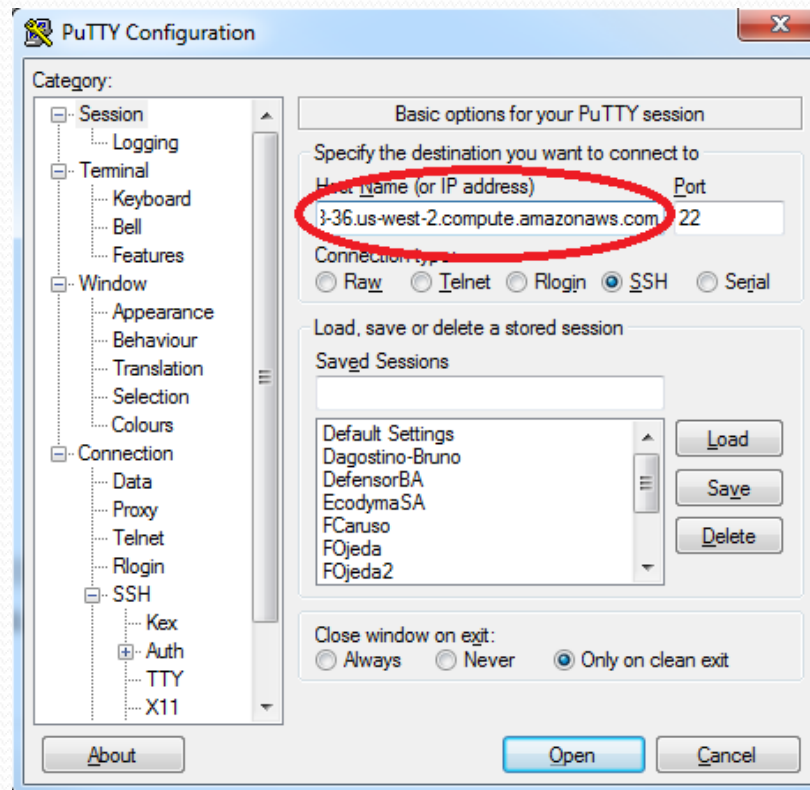 PuTTY Configuration
Category:
Session
Logging
Terminal
Keyboard
Bell
Features
Window
Appearance
Behaviour
Translation
Selection
Colours
Connection
Data
Proxy
Telnet
Rlogin
SSH
Kex
Auth
TTY
X11
Basic options for your PuTTY session
Specify the destination you want to connect to
Host Name (or IP address) Port
3-36.us-west-2.compute.amazonaws.com 22
Connection type:
Raw Telnet Rlogin SSH Serial
Load, save or delete a stored session
Saved Sessions
Default Settings
Dagostino-Bruno
DefensorBA
EcodymaSA
FCaruso
FOjeda
FOjeda2
Load
Save
Delete
Close window on exit:
Always Never Only on clean exit
About Open Cancel